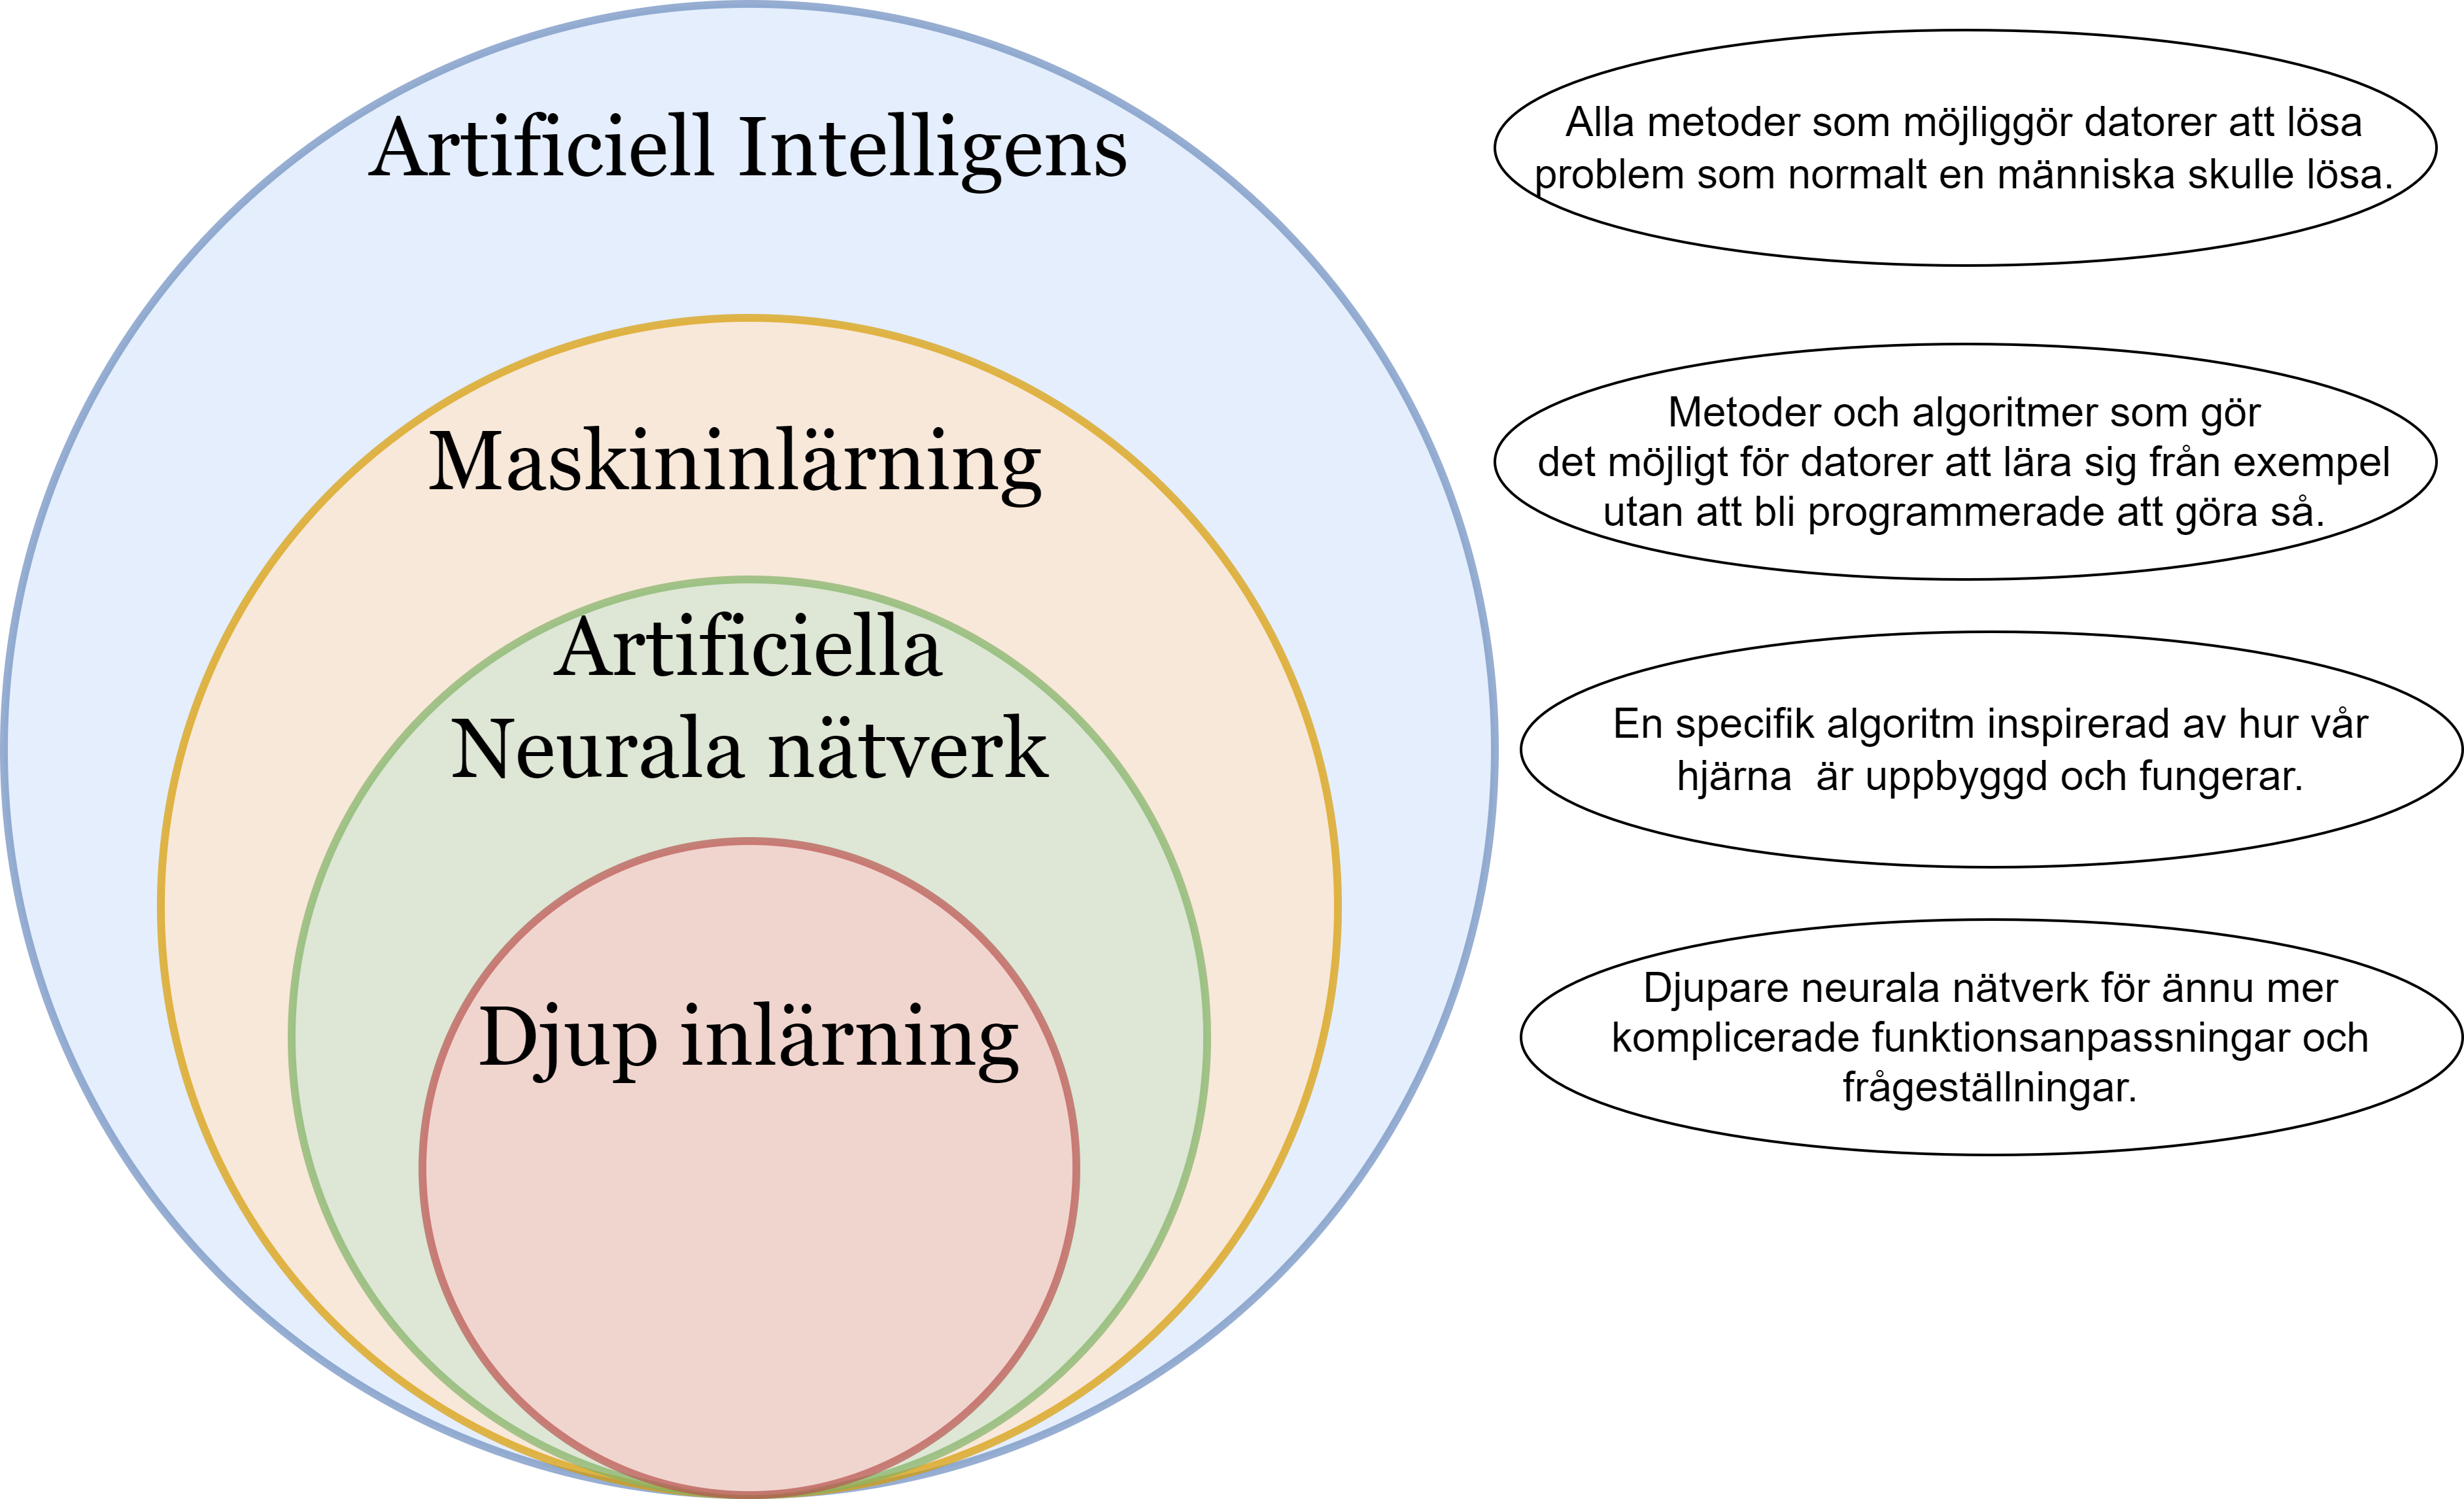 Artificiell Intelligens
Alla metoder som möjliggör datorer att lösa
problem som normalt en människa skulle lösa.
Maskininlärning
Metoder och algoritmer som gör
det möjligt för datorer att lära sig från exempel
utan att bli programmerade att göra så.
Artificiella
Neurala nätverk
En specifik algoritm inspirerad av hur vår
hjärna  är uppbyggd och fungerar.
Djup inlärning
Djupare neurala nätverk för ännu mer
komplicerade funktionsanpassningar och
frågeställningar.